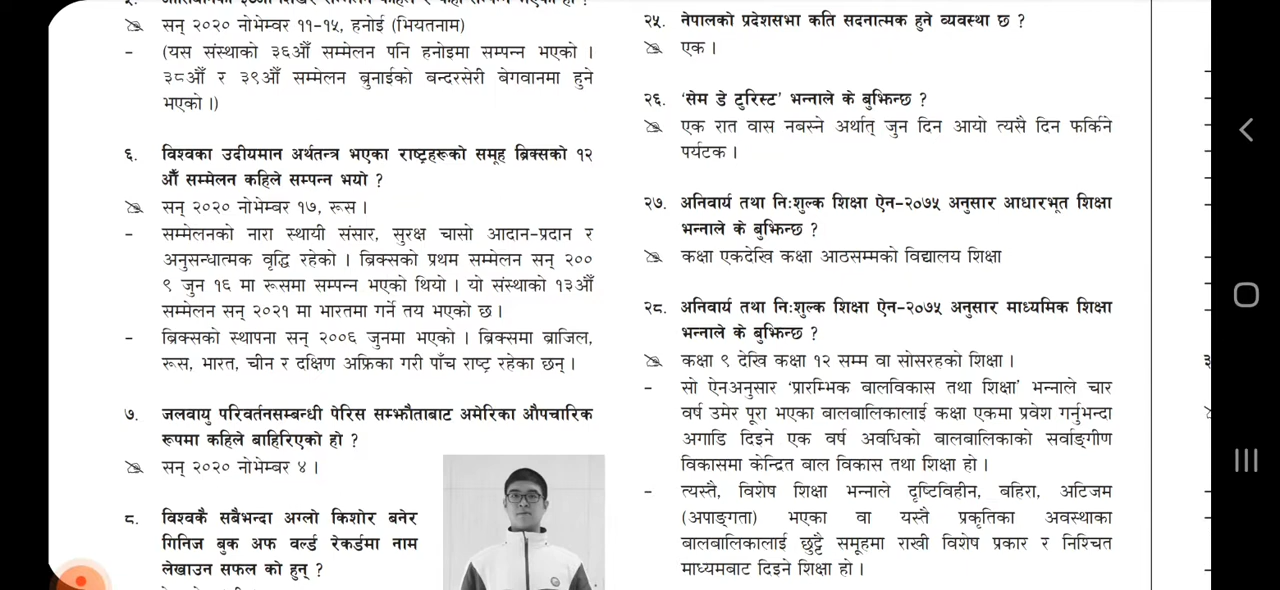 सन् २०२० नोभेम्बर ११-१५, हनोई (भियतनाम)
- (यस संस्थाको ३६औँ सम्मेलन पनि हनोइमा सम्पन्न भएको ।
३८औँ र ३९औँ सम्मेलन ब्रुनाईको बन्दरसेरी बेगवानमा हुने
भएको ।)
६. विश्वका उदीयमान अर्थतन्त्र भएका राष्ट्रहरूको समूह ब्रिक्सको १२
औँ सम्मेलन कहिले सम्पन्न भयो ?
सन् २०२० नोभेम्बर १७, रूस ।
- सम्मेलनको नारा स्थायी संसार, सुरक्ष चासो आदान-प्रदान र
अनुसन्धात्मक वृद्धि रहेको । ब्रिक्सको प्रथम सम्मेलन सन् २००
९ जुन १६ मा रूसमा सम्पन्न भएको थियो । यो संस्थाको १३औँ
सम्मेलन सन् २०२१ मा भारतमा गर्ने तय भएको छ ।
- ब्रिक्सको स्थापना सन् २००६ जुनमा भएको । ब्रिक्समा ब्राजिल,
रूस, भारत, चीन र दक्षिण अफ्रिका गरी पाँच राष्ट्र रहेका छन् ।
७. जलवायु परिवर्तनसम्बन्धी पेरिस सम्झौताबाट अमेरिका औपचारिक
रूपमा कहिले बाहिरिएको हो ?
सन् २०२० नोभेम्बर ४ ।
८. विश्वकै सबैभन्दा अग्लो किशोर बनेर
गिनिज बुक अफ वर्ल्ड रेकर्डमा नाम
लेखाउन सफल को हुन् ?
२५. नेपालको प्रदेशसभा कति सदनात्मक हुने व्यवस्था छ ?
एक ।
२६. ‘सेम डे टुरिस्ट’ भन्नाले के बुझिन्छ ?
एक रात वास नबस्ने अर्थात् जुन दिन आयो त्यसै दिन फर्किने
पर्यटक ।
२७. अनिवार्य तथा निःशुल्क शिक्षा ऐन-२०७५ अनुसार आधारभूत शिक्षा
भन्नाले के बुझिन्छ ?
कक्षा एकदेखि कक्षा आठसम्मको विद्यालय शिक्षा
२८. अनिवार्य तथा निःशुल्क शिक्षा ऐन-२०७५ अनुसार माध्यमिक शिक्षा
भन्नाले के बुझिन्छ ?
कक्षा ९ देखि कक्षा १२ सम्म वा सोसरहको शिक्षा ।
- सो ऐनअनुसार ‘प्रारम्भिक बालविकास तथा शिक्षा’ भन्नाले चार
वर्ष उमेर पूरा भएका बालबालिकालाई कक्षा एकमा प्रवेश गर्नुभन्दा
अगाडि दिइने एक वर्ष अवधिको बालबालिकाको सर्वाङ्गीण
विकासमा केन्द्रित बाल विकास तथा शिक्षा हो ।
- त्यस्तै, विशेष शिक्षा भन्नाले दृष्टिविहीन, बहिरा, अटिजम
(अपाङ्गता) भएका वा यस्तै प्रकृतिका अवस्थाका
बालबालिकालाई छुट्टै समूहमा राखी विशेष प्रकार र निश्चित
माध्यमबाट दिइने शिक्षा हो ।